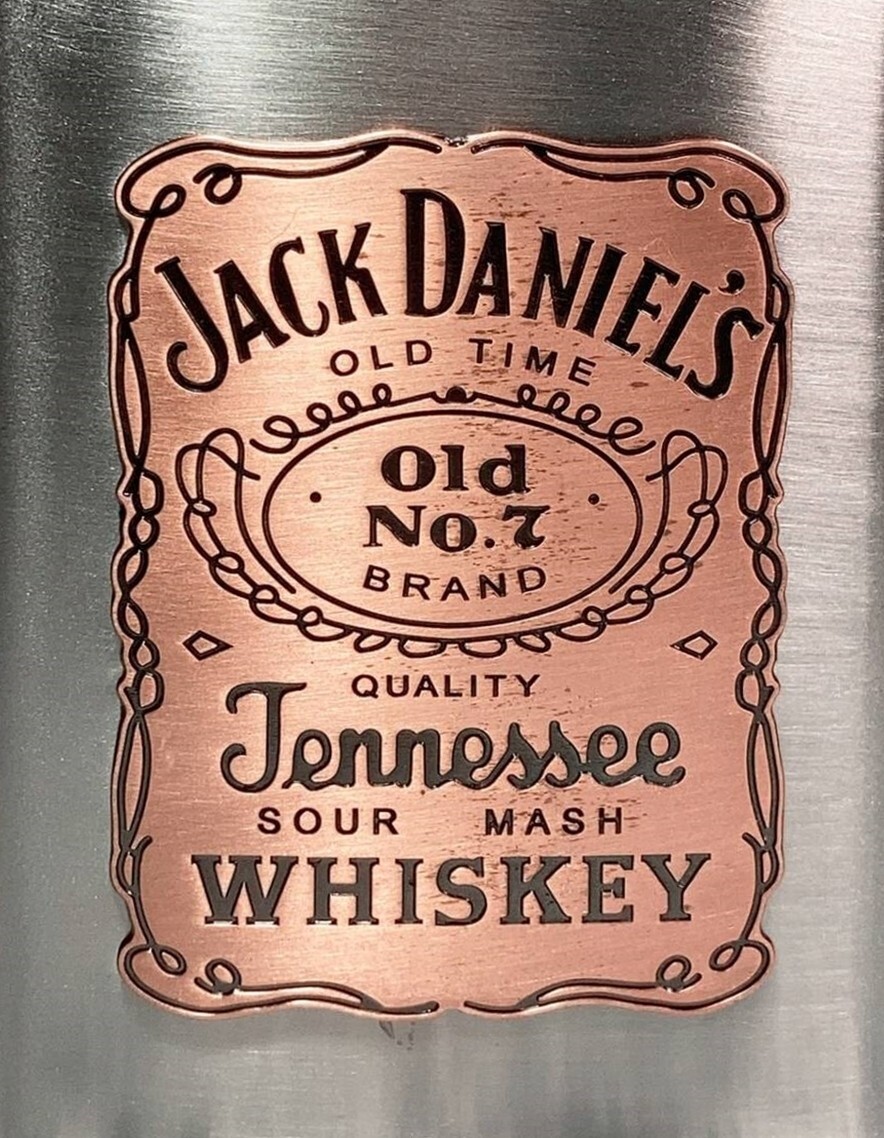 JACK DANIEL'S
OLD TIME
Old
No.7
BRAND
QUALITY
Tennessee
SOUR MASH
WHISKEY